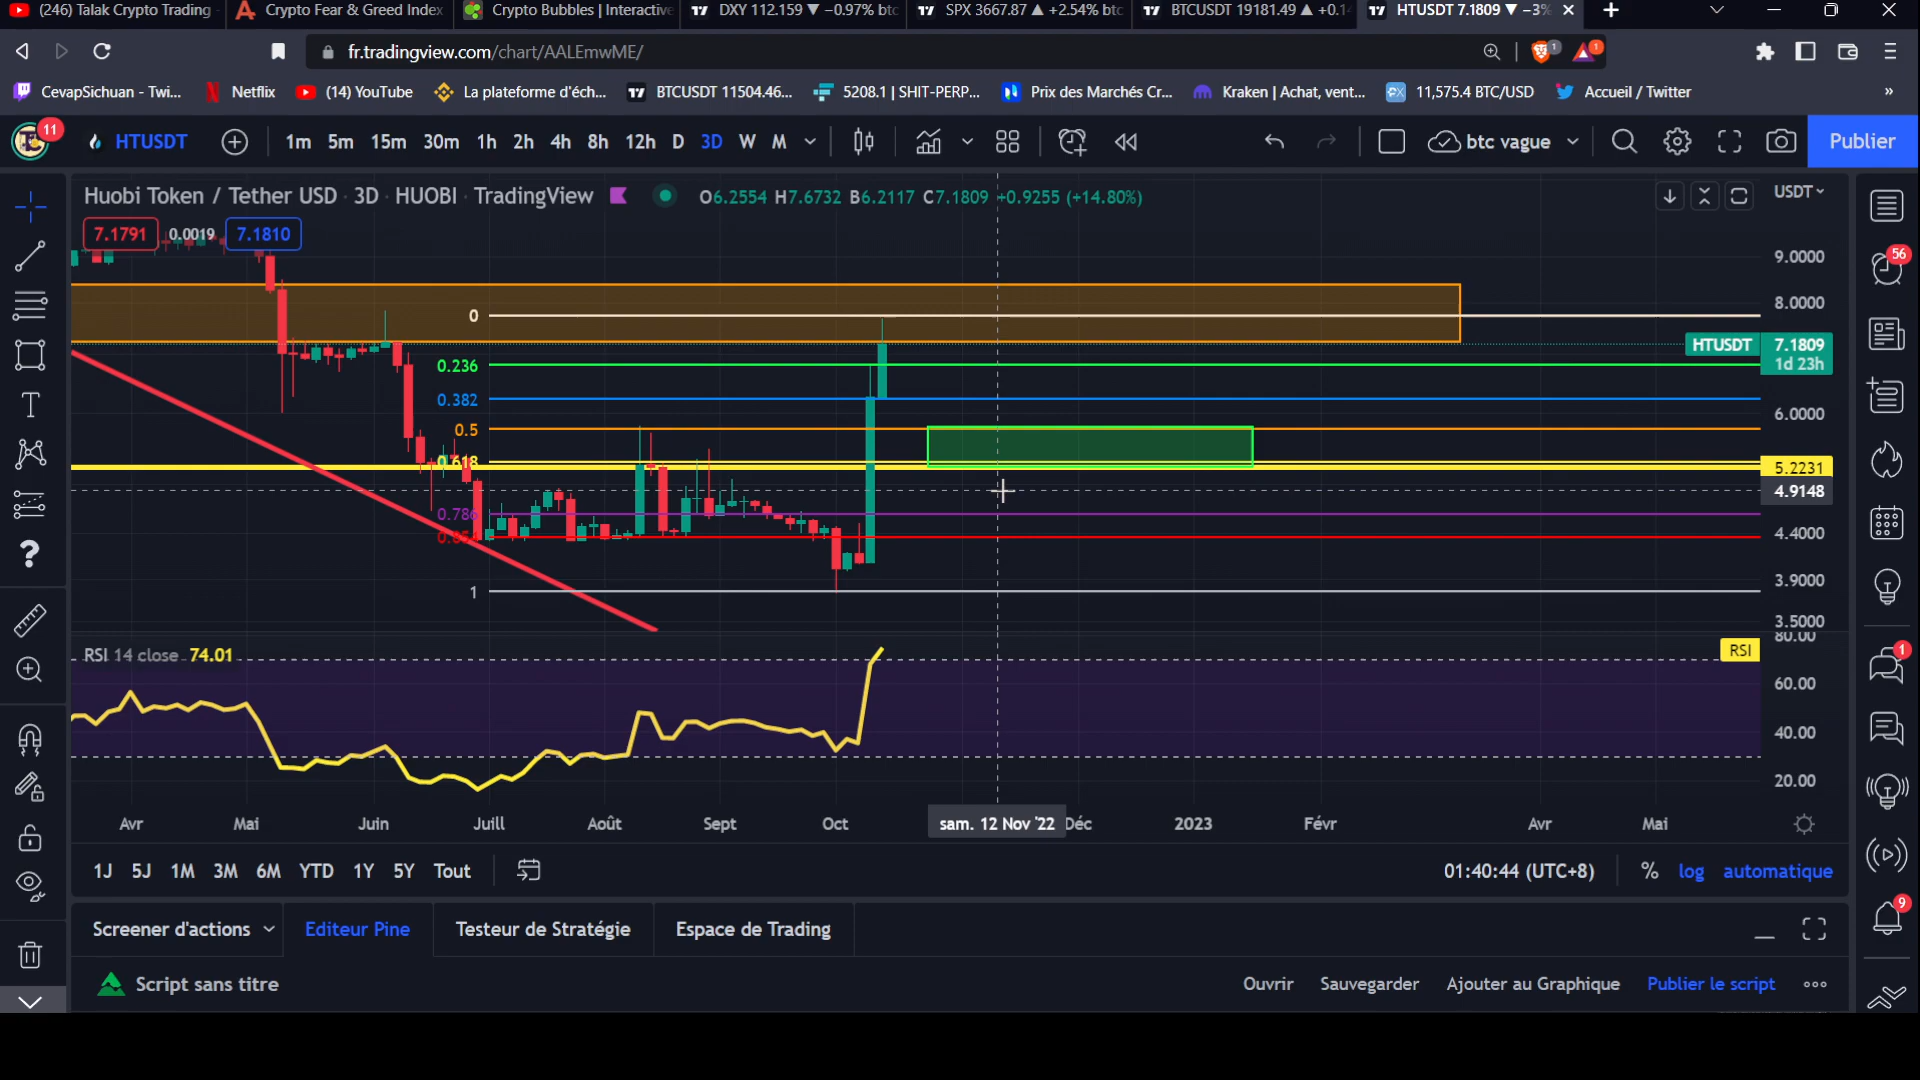 (246) Talak Crypto Trading
Crypto Fear & Greed Index
Crypto Bubbles | Interactive
DXY 112.159 ▼ −0.97% btc
SPX 3667.87 ▲ +2.54% btc
BTCUSDT 19181.49 ▲ +0.1
HTUSDT 7.1809 ▼ −3%
fr.tradingview.com/chart/AALEmwME/
1
1
CevapSichuan - Twi...
Netflix
(14) YouTube
La plateforme d'éch...
BTCUSDT 11504.46...
5208.1 | SHIT-PERP...
Prix des Marchés Cr...
Kraken | Achat, vent...
11,575.4 BTC/USD
Accueil / Twitter
»
11
HTUSDT
1m 5m 15m 30m 1h 2h 4h 8h 12h D 3D W M
btc vague
Publier
Huobi Token / Tether USD · 3D · HUOBI · TradingView
O6.2554 H7.6732 B6.2117 C7.1809 +0.9255 (+14.80%)
USDT
7.1791 0.0019 7.1810
9.0000
8.0000
HTUSDT 7.1809
1d 23h
6.0000
5.2231
4.9148
4.4000
3.9000
3.5000
0
0.236
0.382
0.5
0.618
0.786
1
RSI 14 close 74.01
RSI
80.00
60.00
40.00
20.00
Avr Mai Juin Juill Août Sept Oct sam. 12 Nov '22 Déc 2023 Févr Avr Mai
1J 5J 1M 3M 6M YTD 1Y 5Y Tout
01:40:44 (UTC+8) % log automatique
Screener d'actions Editeur Pine Testeur de Stratégie Espace de Trading
Script sans titre
Ouvrir Sauvegarder Ajouter au Graphique Publier le script
56
1
9